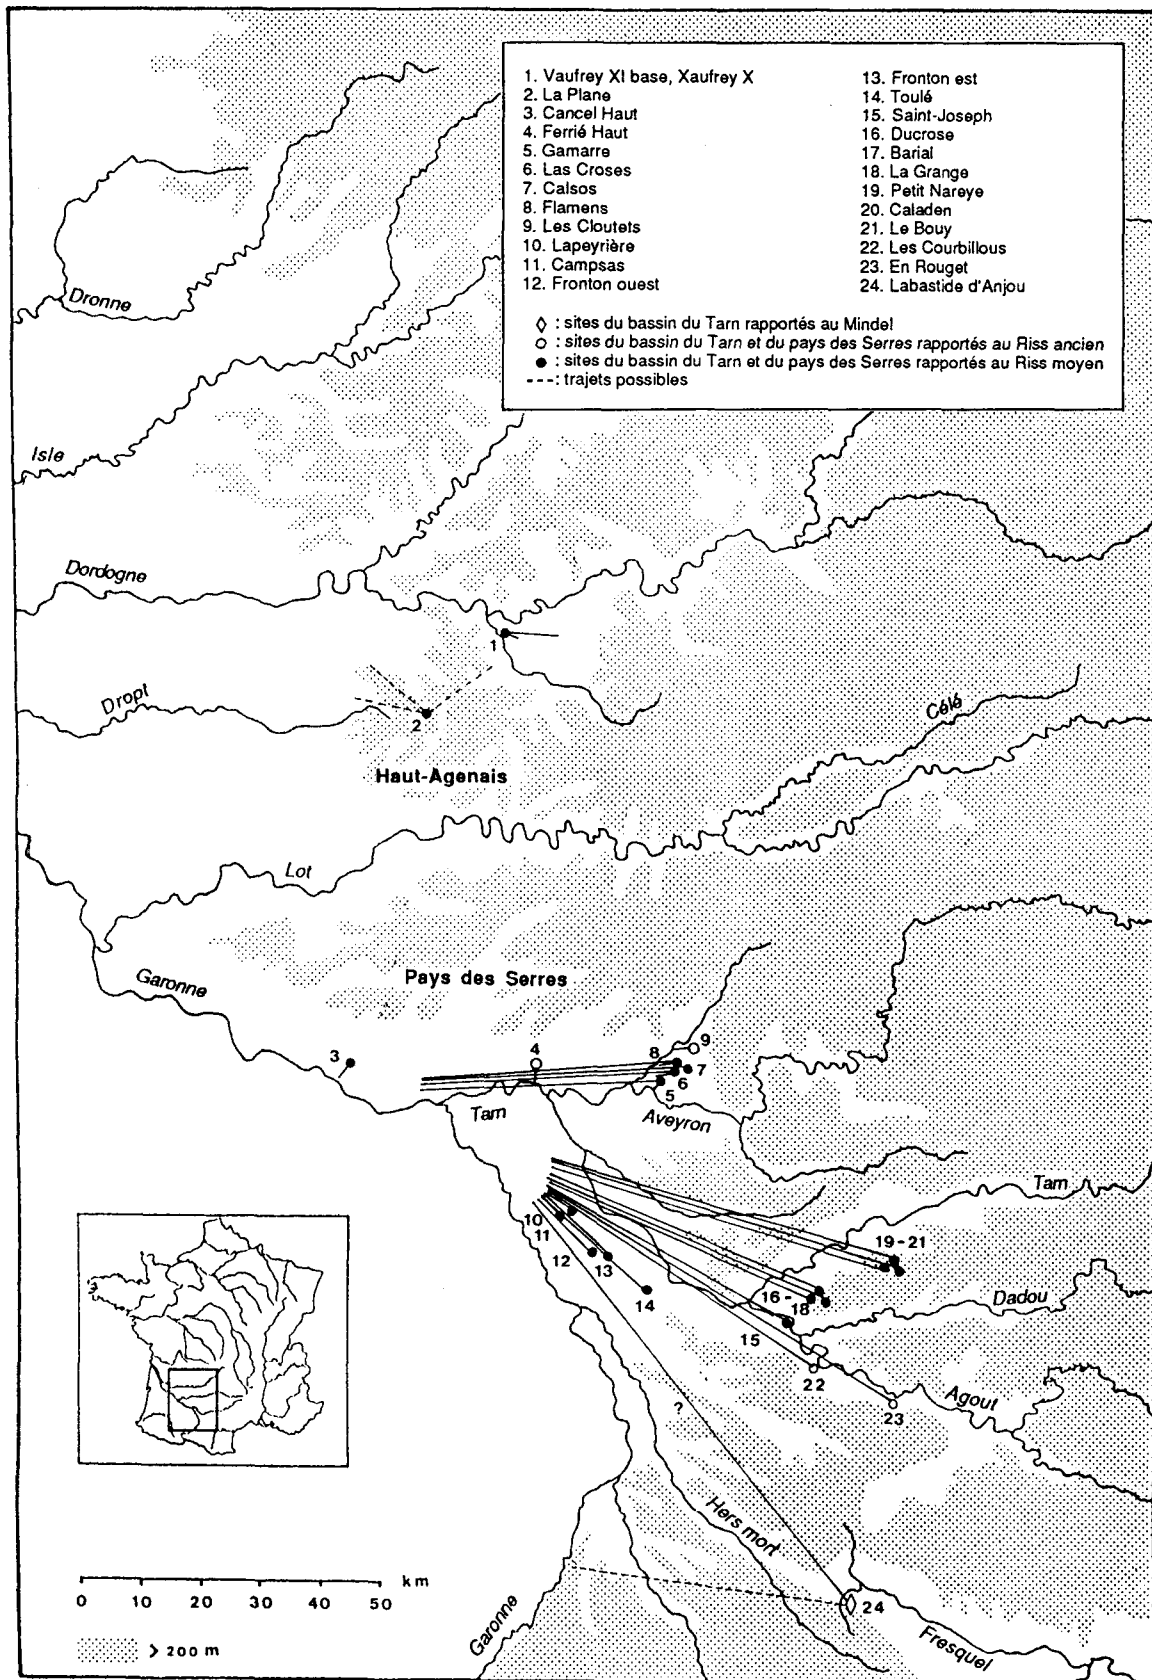 1. Vaufrey XI base, Xaufrey X
2. La Plane
3. Cancel Haut
4. Ferrié Haut
5. Gamarre
6. Las Croses
7. Calsos
8. Flamens
9. Les Cloutets
10. Lapeyrière
11. Campsas
12. Fronton ouest
13. Fronton est
14. Toulé
15. Saint-Joseph
16. Ducrose
17. Barial
18. La Grange
19. Petit Nareye
20. Caladen
21. Le Bouy
22. Les Courbillous
23. En Rouget
24. Labastide d'Anjou
◊ : sites du bassin du Tarn rapportés au Mindel
○ : sites du bassin du Tarn et du pays des Serres rapportés au Riss ancien
● : sites du bassin du Tarn et du pays des Serres rapportés au Riss moyen
---: trajets possibles
Dronne
Isle
Dordogne
1
Dropt
2
Célé
Haut-Agenais
Lot
Pays des Serres
Garonne
3
4
8
9
7
6
5
Tarn
Aveyron
Tarn
10
11
12
13
14
19-21
16-
18
15
Dadou
22
23
Agout
?
Hers mort
24
Garonne
Fresquel
km
0 10 20 30 40 50
> 200 m